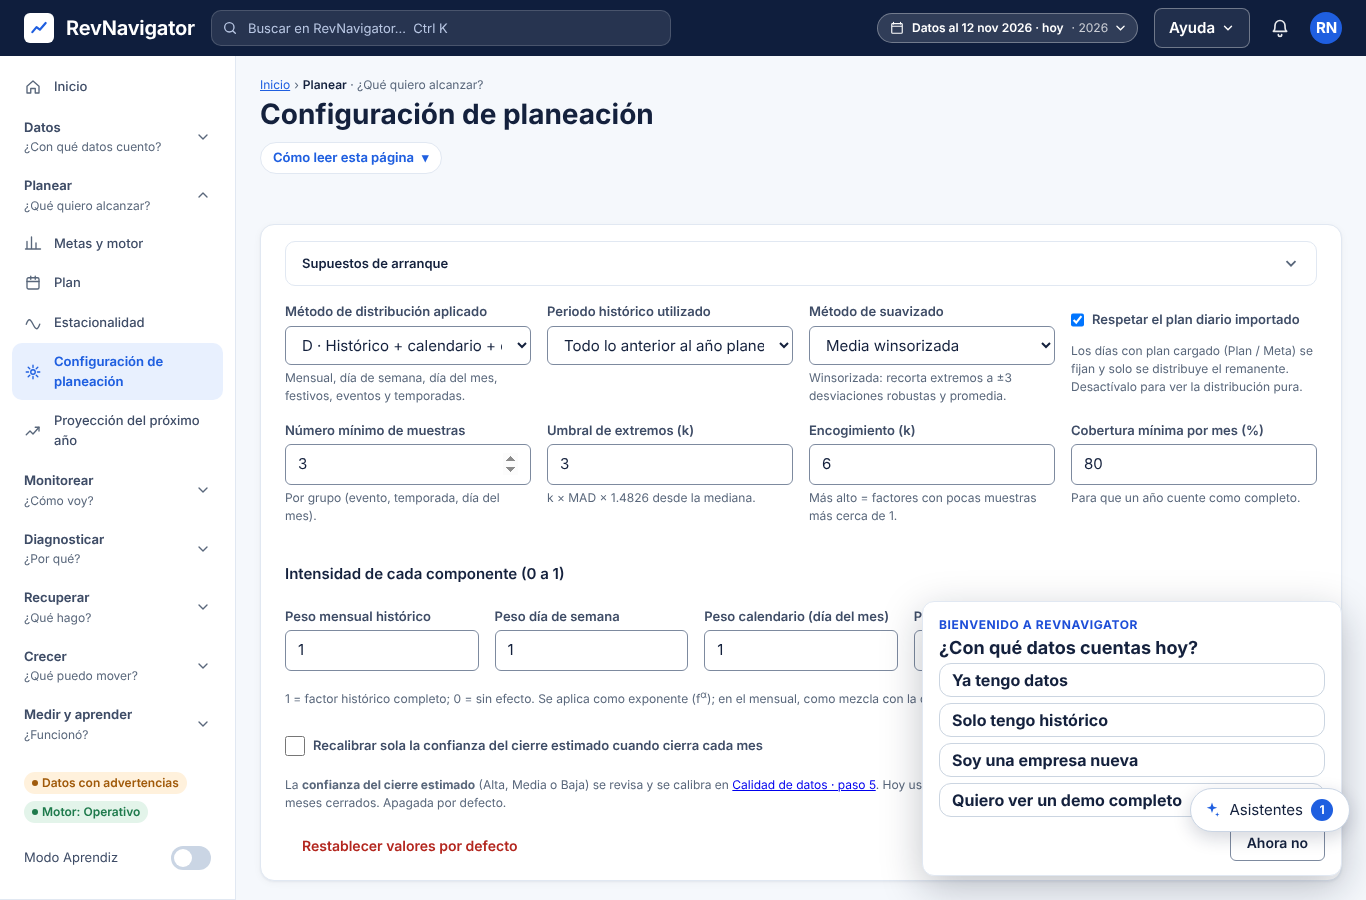 RevNavigator
Buscar en RevNavigator... Ctrl K
Datos al 12 nov 2026 · hoy · 2026
Ayuda
RN
Inicio
Datos
¿Con qué datos cuento?
Planear
¿Qué quiero alcanzar?
Metas y motor
Plan
Estacionalidad
Configuración de
planeación
Proyección del próximo
año
Monitorear
¿Cómo voy?
Diagnosticar
¿Por qué?
Recuperar
¿Qué hago?
Crecer
¿Qué puedo mover?
Medir y aprender
¿Funcionó?
Datos con advertencias
Motor: Operativo
Modo Aprendiz
Inicio › Planear · ¿Qué quiero alcanzar?
Configuración de planeación
Cómo leer esta página ▼
Supuestos de arranque
Método de distribución aplicado
D · Histórico + calendario +
Mensual, día de semana, día del mes,
festivos, eventos y temporadas.
Periodo histórico utilizado
Todo lo anterior al año plane
Método de suavizado
Media winsorizada
Winsorizada: recorta extremos a ±3
desviaciones robustas y promedia.
Respetar el plan diario importado
Los días con plan cargado (Plan / Meta) se
fijan y solo se distribuye el remanente.
Desactívalo para ver la distribución pura.
Número mínimo de muestras
3
Por grupo (evento, temporada, día del
mes).
Umbral de extremos (k)
3
k × MAD × 1.4826 desde la mediana.
Encogimiento (k)
6
Más alto = factores con pocas muestras
más cerca de 1.
Cobertura mínima por mes (%)
80
Para que un año cuente como completo.
Intensidad de cada componente (0 a 1)
Peso mensual histórico
1
Peso día de semana
1
Peso calendario (día del mes)
1
1 = factor histórico completo; 0 = sin efecto. Se aplica como exponente (fᵅ); en el mensual, como mezcla con la
Recalibrar sola la confianza del cierre estimado cuando cierra cada mes
La confianza del cierre estimado (Alta, Media o Baja) se revisa y se calibra en Calidad de datos · paso 5. Hoy us
meses cerrados. Apagada por defecto.
Restablecer valores por defecto
BIENVENIDO A REVNAVIGATOR
¿Con qué datos cuentas hoy?
Ya tengo datos
Solo tengo histórico
Soy una empresa nueva
Quiero ver un demo completo
Asistentes 1
Ahora no